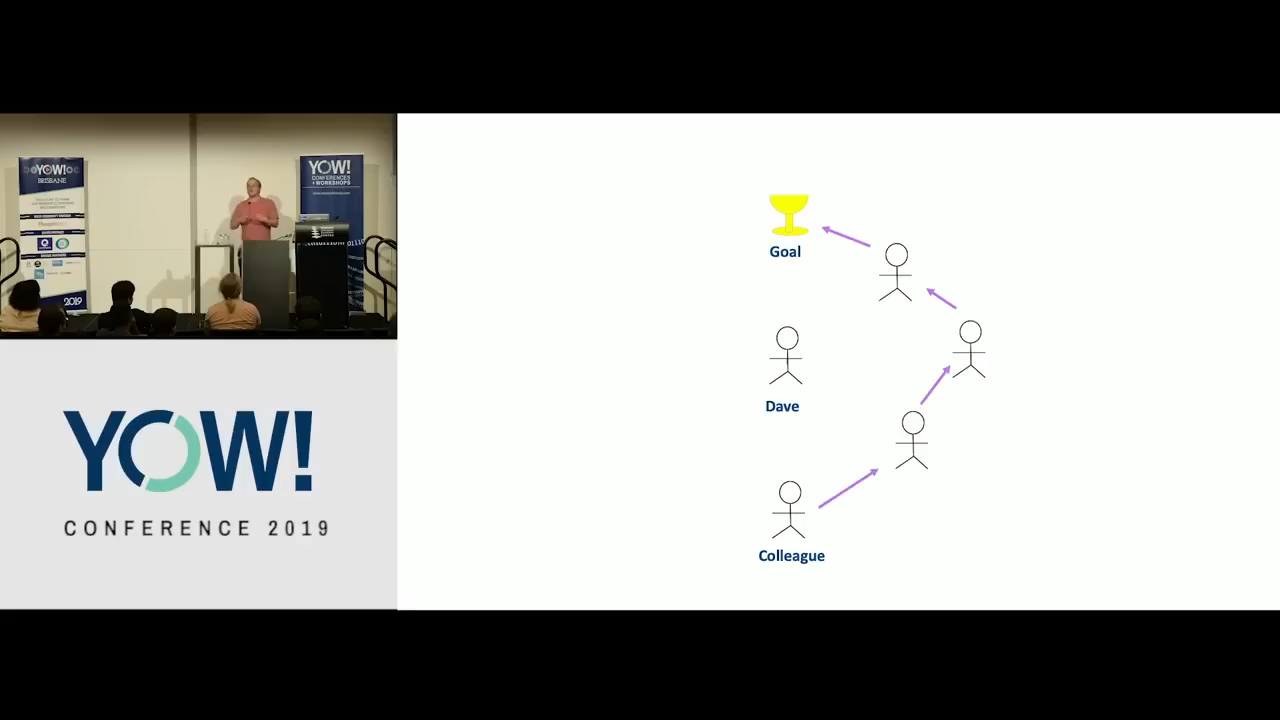 YOW!
BRISBANE
2019
YOW!
CONFERENCES
+WORKSHOPS
YOW!
CONFERENCE 2019
Goal
Dave
Colleague